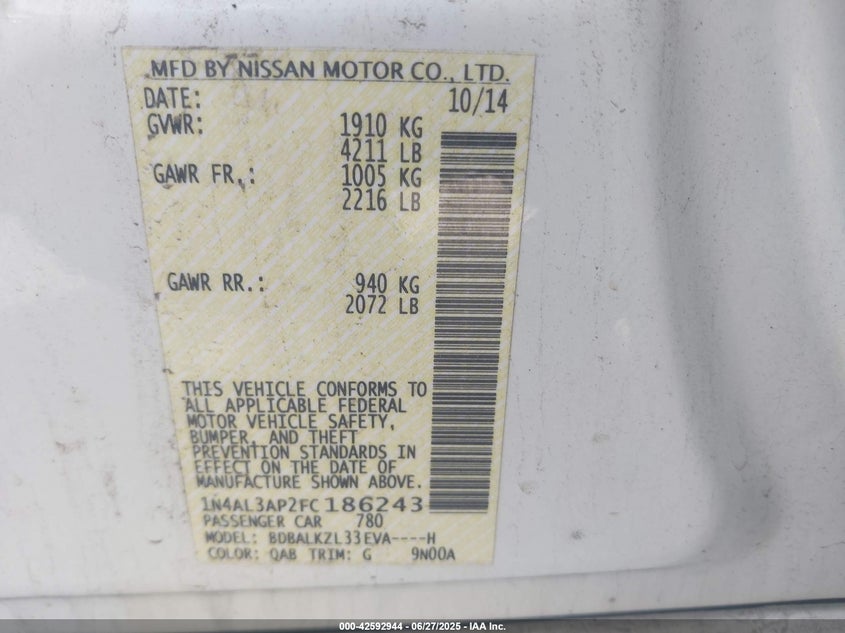 MFD BY NISSAN MOTOR CO., LTD.
DATE: 10/14
GVWR: 1910 KG
4211 LB
GAWR FR.: 1005 KG
2216 LB
GAWR RR.: 940 KG
2072 LB
THIS VEHICLE CONFORMS TO
ALL APPLICABLE FEDERAL
MOTOR VEHICLE SAFETY,
BUMPER, AND THEFT
PREVENTION STANDARDS IN
EFFECT ON THE DATE OF
MANUFACTURE SHOWN ABOVE.
1N4AL3AP2FC186243
PASSENGER CAR 780
MODEL: BDBALKZL33EVA----H
COLOR: QAB TRIM: G 9N00A
000-42592944 / 06/27/2025 - IAA Inc.